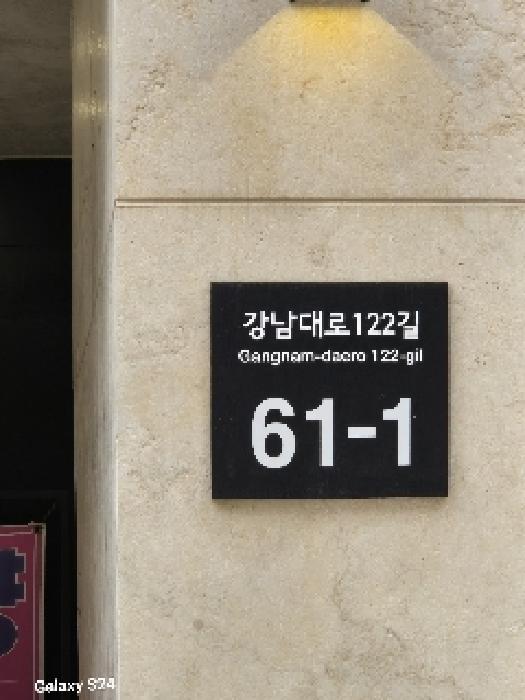 강남대로122길
Gangnam-daero 122-gil
61-1
Galaxy S24